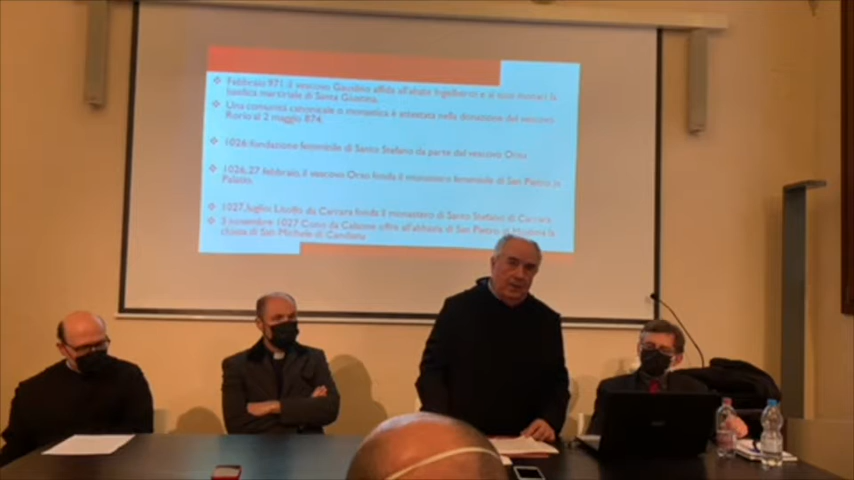 ❖ Febbraio 971 il vescovo Gauslino affida all'abate Ingelberto e ai suoi monaci la
basilica martiriale di Santa Giustina.
❖ Una comunità canonicale o monastica è attestata nella donazione del vescovo
Rorio al 2 maggio 874.
❖ 1026: fondazione femminile di Santo Stefano da parte del vescovo Orso
❖ 1026, 27 febbraio, il vescovo Orso fonda il monastero femminile di San Pietro in
Palatio
❖ 1027, luglio: Litolfo da Carrara fonda il monastero di Santo Stefano di Carrara
❖ 5 novembre 1027 Cono da Calaone offre all'abbazia di San Pietro di la
chiesa di San Michele di Candiana